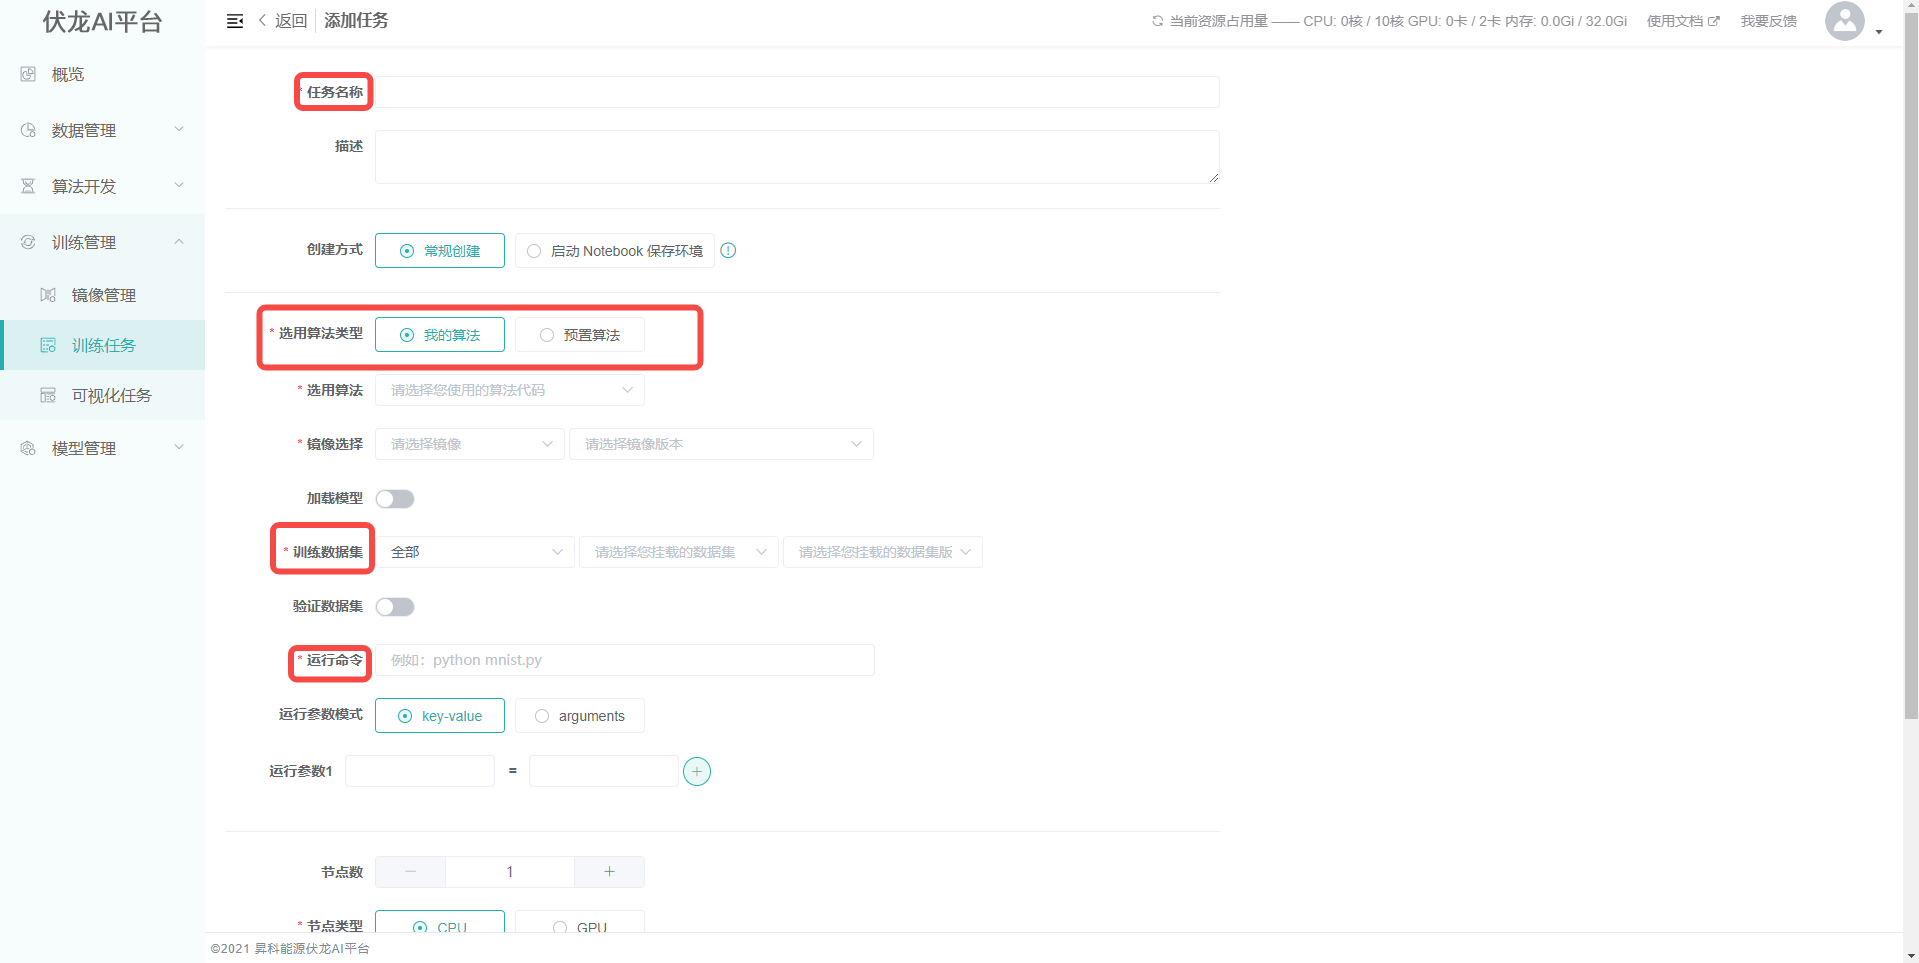 伏龙AI平台
返回
添加任务
当前资源占用量 —— CPU: 0核 / 10核 GPU: 0卡 / 2卡 内存: 0.0Gi / 32.0Gi
使用文档
我要反馈
概览
数据管理
算法开发
训练管理
镜像管理
训练任务
可视化任务
模型管理
* 任务名称
描述
创建方式
常规创建
启动 Notebook 保存环境
* 选用算法类型
我的算法
预置算法
* 选用算法
请选择您使用的算法代码
* 镜像选择
请选择镜像
请选择镜像版本
加载模型
* 训练数据集
全部
请选择您挂载的数据集
请选择您挂载的数据集版
验证数据集
* 运行命令
例如：python mnist.py
运行参数模式
key-value
arguments
运行参数1
=
节点数
1
* 节点类型
CPU
GPU
©2021 昇科能源伏龙AI平台